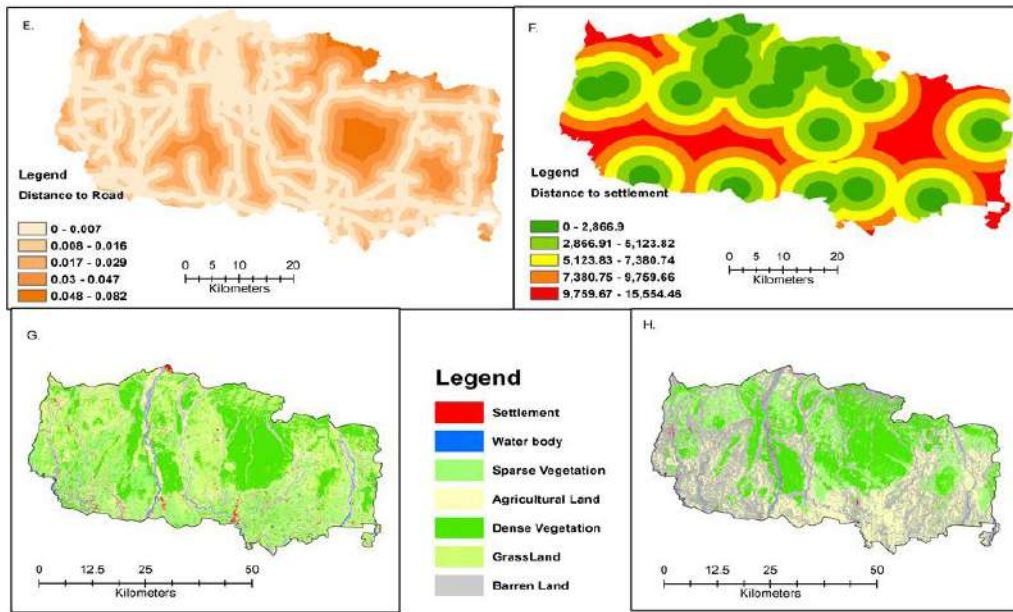 E.
Legend
Distance to Road
0 - 0.007
0.008 - 0.016
0.017 - 0.029
0.03 - 0.047
0.048 - 0.082
0 5 10 20
Kilometers
F.
Legend
Distance to settlement
0 - 2,866.9
2,866.91 - 5,123.82
5,123.83 - 7,380.74
7,380.75 - 9,759.66
9,759.67 - 15,554.46
0 5 10 20
Kilometers
G.
0 12.5 25 50
Kilometers
Legend
Settlement
Water body
Sparse Vegetation
Agricultural Land
Dense Vegetation
GrassLand
Barren Land
H.
0 12.5 25 50
Kilometers